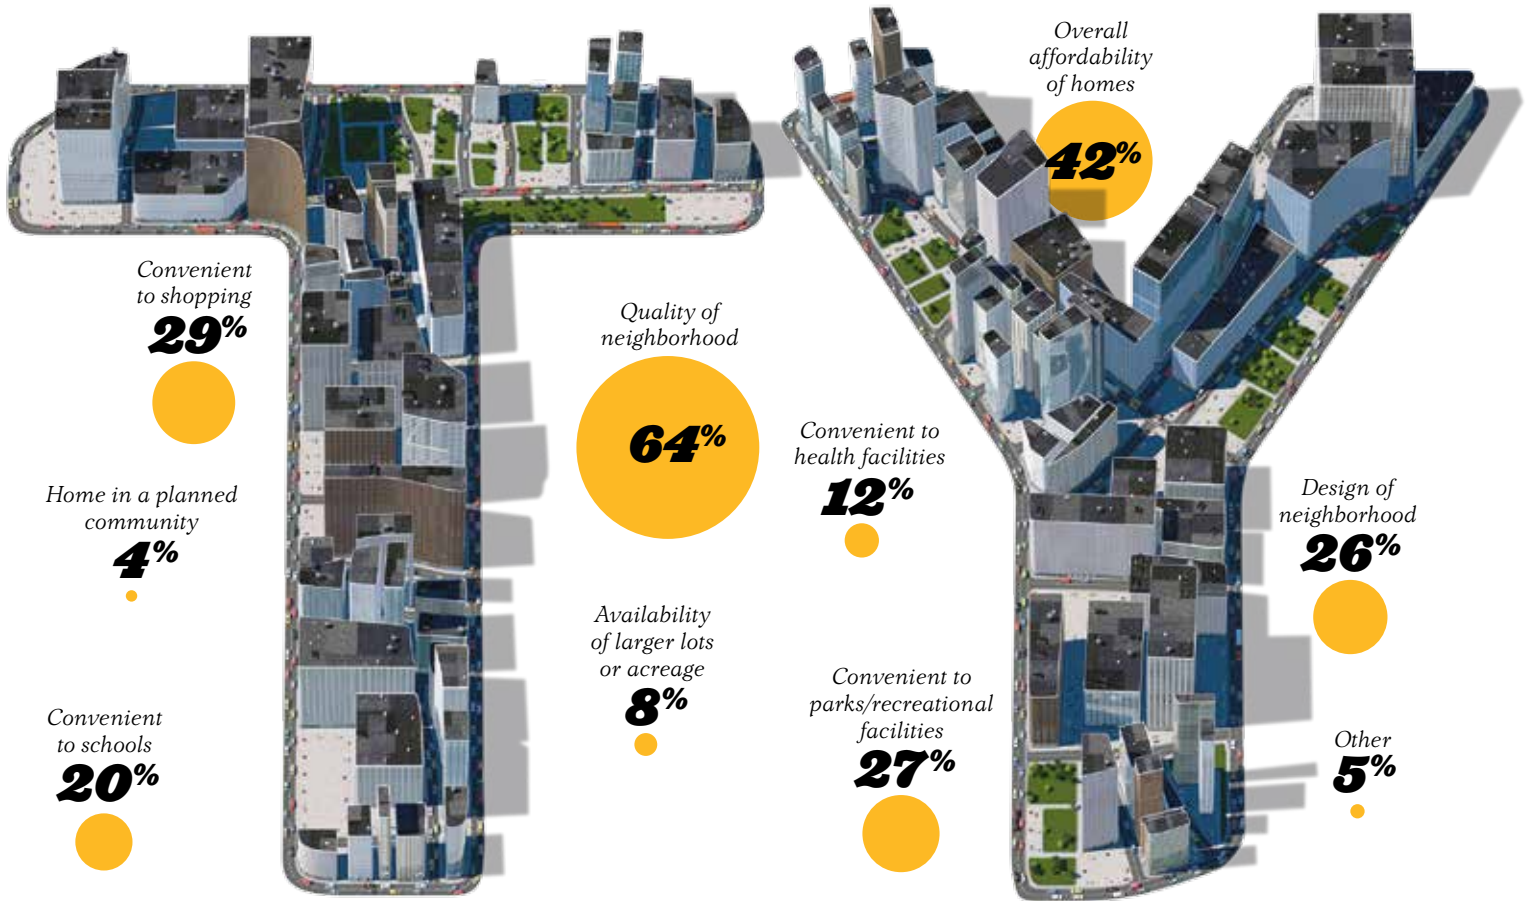 Overall
affordability
of homes
42%
Convenient
to shopping
29%
Quality of
neighborhood
64%
Convenient to
health facilities
12%
Home in a planned
community
4%
Design of
neighborhood
26%
Availability
of larger lots
or acreage
8%
Convenient to
parks/recreational
facilities
27%
Convenient
to schools
20%
Other
5%